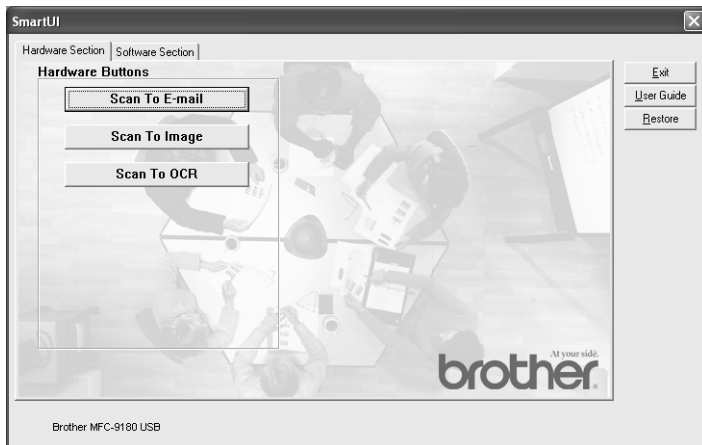 SmartUI
Hardware Section Software Section
Hardware Buttons
Scan To E-mail
Scan To Image
Scan To OCR
Exit
User Guide
Restore
At your side.
brother
Brother MFC-9180 USB